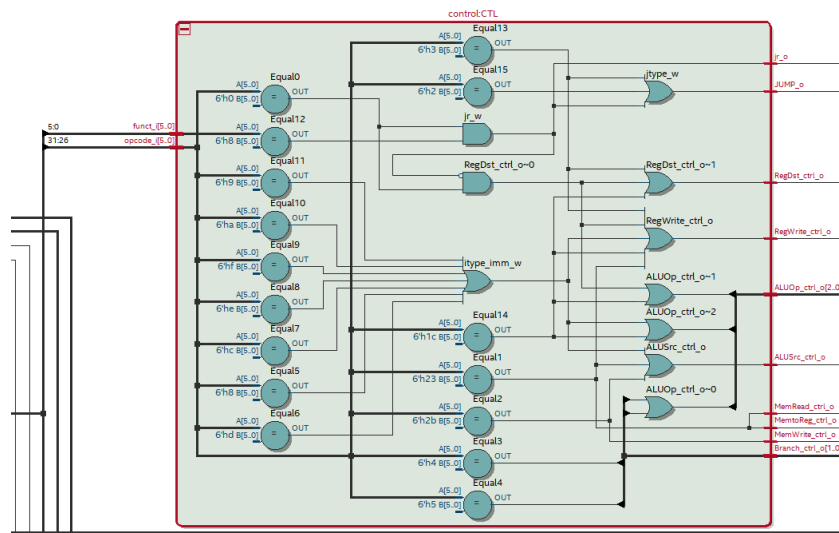 control:CTL
Equal13
A[5..0]
6'h3 B[5..0]
OUT
Equal15
A[5..0]
6'h2 B[5..0]
OUT
jtype_w
jr_o
JUMP_o
Equal0
A[5..0]
6'h0 B[5..0]
OUT
jr_w
5:0
funct_i[5..0]
31:26
opcode_i[5..0]
Equal12
A[5..0]
6'h8 B[5..0]
OUT
Equal11
A[5..0]
6'h9 B[5..0]
OUT
RegDst_ctrl_o~0
RegDst_ctrl_o~1
RegDst_ctrl_o
Equal10
A[5..0]
6'ha B[5..0]
OUT
RegWrite_ctrl_o
RegWrite_ctrl_o
Equal9
A[5..0]
6'hf B[5..0]
OUT
itype_imm_w
ALUOp_ctrl_o~1
ALUOp_ctrl_o[2..0
Equal8
A[5..0]
6'he B[5..0]
OUT
Equal14
A[5..0]
6'h1c B[5..0]
OUT
ALUOp_ctrl_o~2
Equal7
A[5..0]
6'hc B[5..0]
OUT
Equal1
A[5..0]
6'h23 B[5..0]
OUT
ALUSrc_ctrl_o
ALUSrc_ctrl_o
Equal5
A[5..0]
6'h8 B[5..0]
OUT
Equal2
A[5..0]
6'h2b B[5..0]
OUT
ALUOp_ctrl_o~0
MemRead_ctrl_o
MemtoReg_ctrl_o
MemWrite_ctrl_o
Branch_ctrl_o[1..0
Equal6
A[5..0]
6'hd B[5..0]
OUT
Equal3
A[5..0]
6'h4 B[5..0]
OUT
Equal4
A[5..0]
6'h5 B[5..0]
OUT